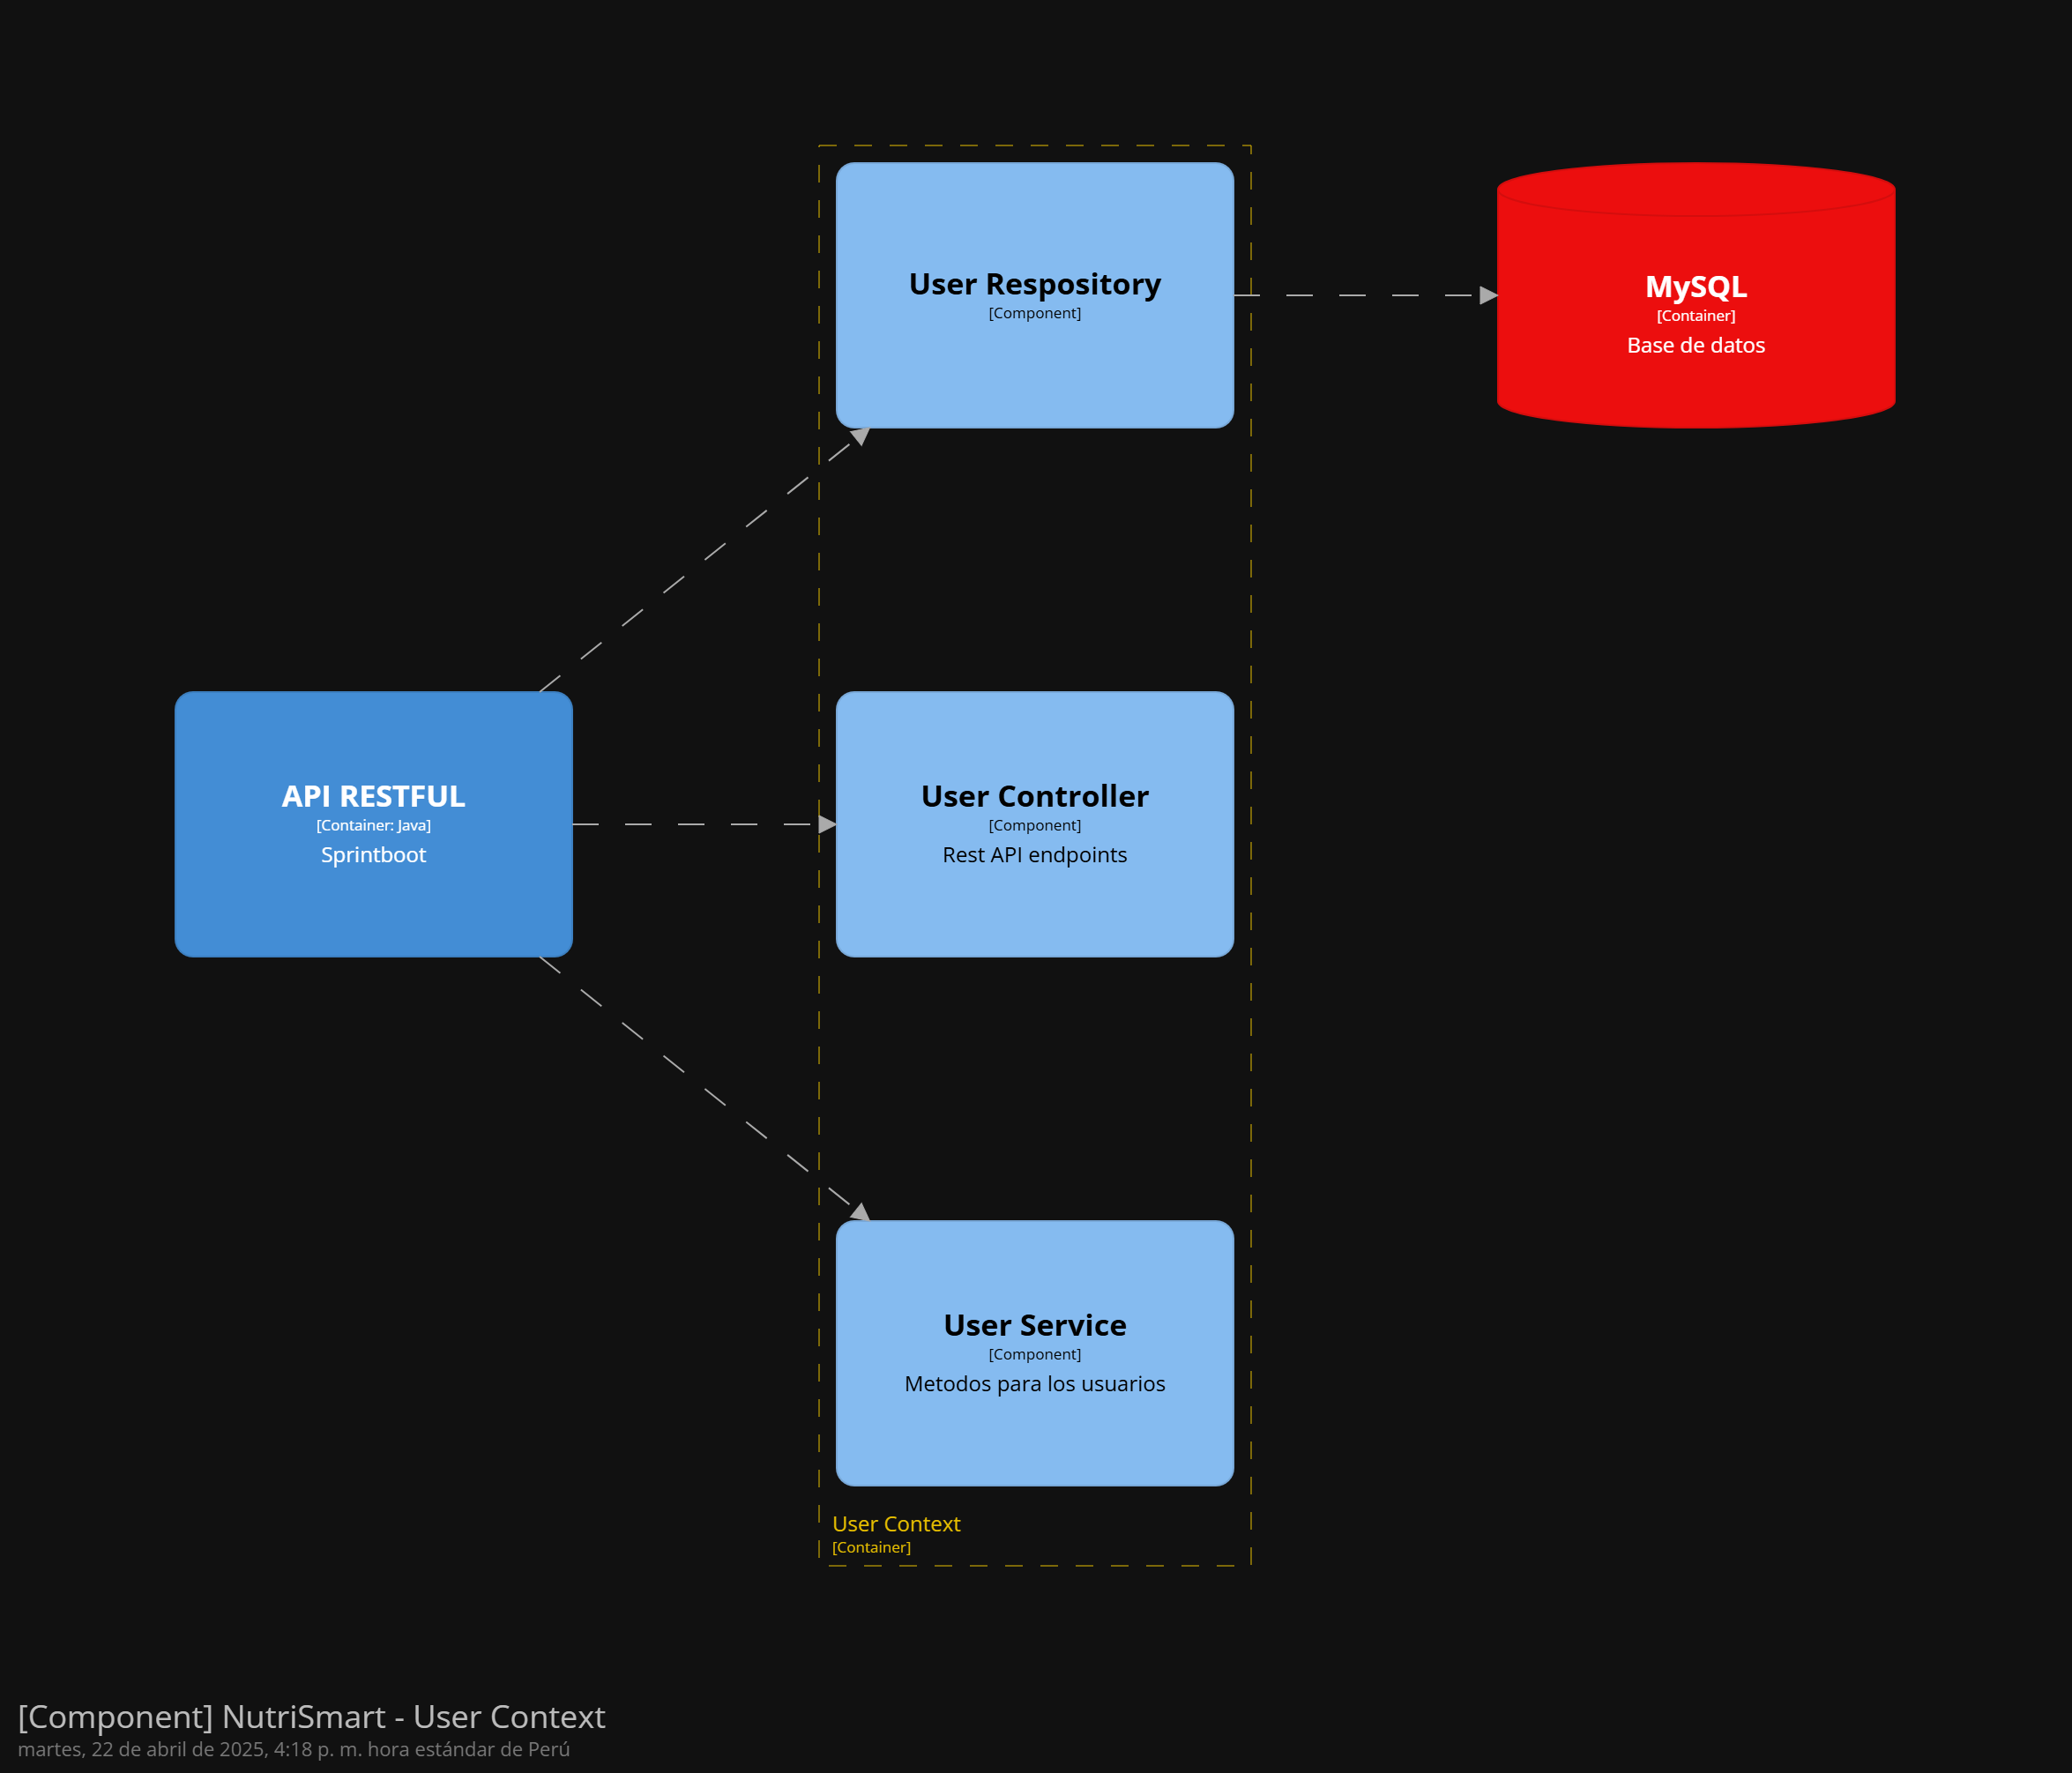 User Respository
[Component]
MySQL
[Container]
Base de datos
API RESTFUL
[Container: Java]
Sprintboot
User Controller
[Component]
Rest API endpoints
User Service
[Component]
Metodos para los usuarios
User Context
[Container]
[Component] NutriSmart - User Context
martes, 22 de abril de 2025, 4:18 p. m. hora estándar de Perú